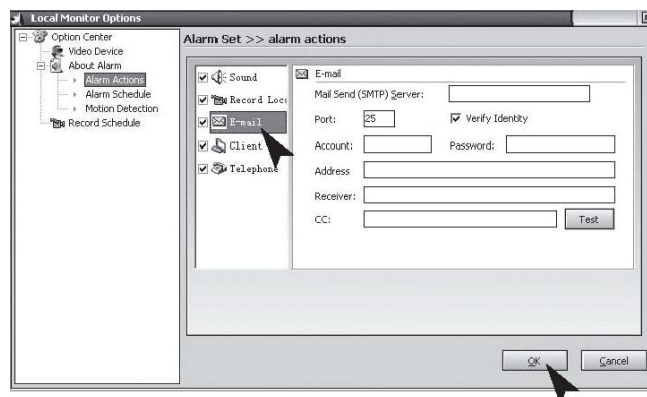 Local Monitor Options
Option Center
Video Device
About Alarm
Alarm Actions
Alarm Schedule
Motion Detection
Record Schedule
Alarm Set >> alarm actions
Sound
Record Loc
E-mail
Client
Telephone
E-mail
Mail Send (SMTP) Server:
Port: 25 Verify Identity
Account: Password:
Address
Receiver:
CC: Test
OK Cancel